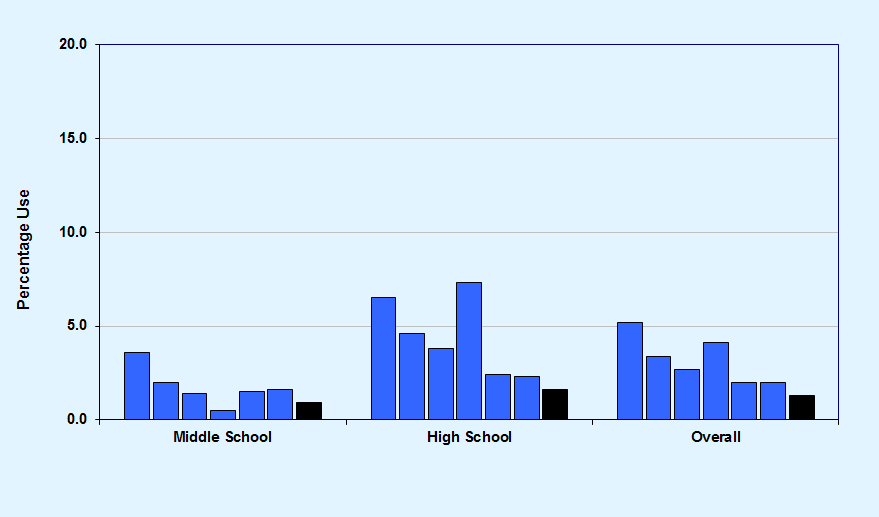 20.0
15.0
10.0
5.0
0.0
Percentage Use
Middle School
High School
Overall